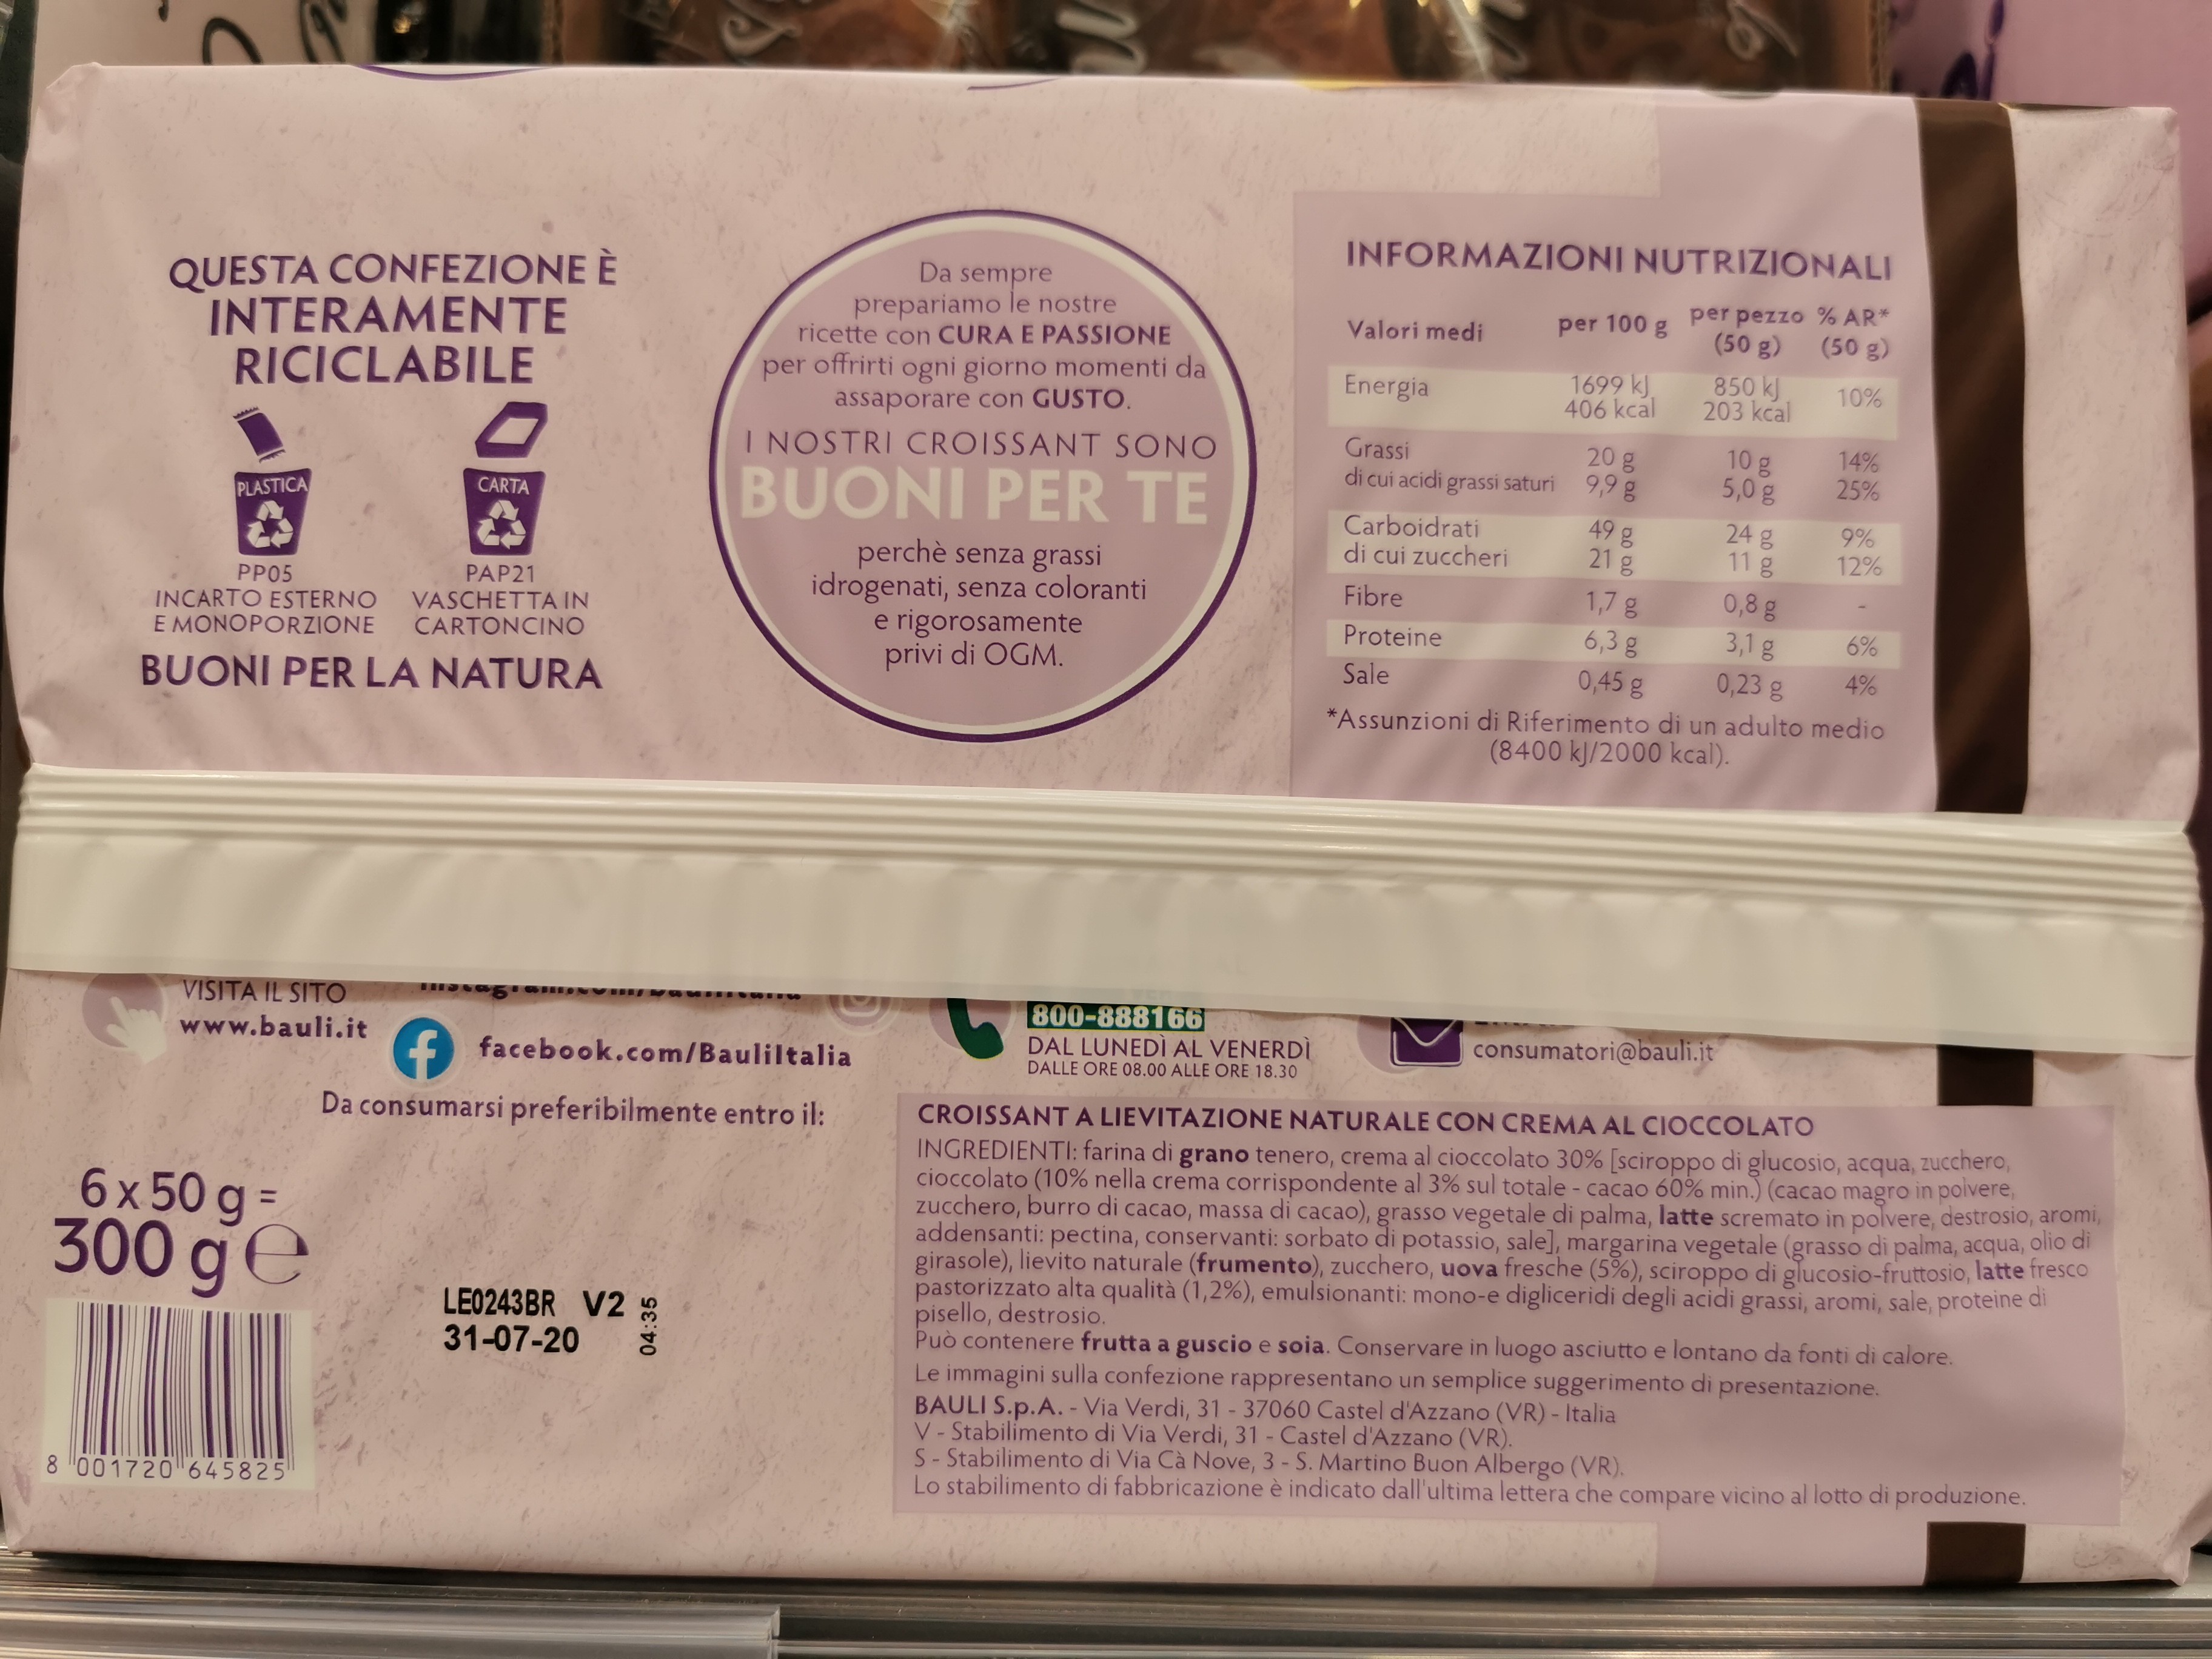 QUESTA CONFEZIONE È
INTERAMENTE
RICICLABILE
PLASTICA
CARTA
PP05
INCARTO ESTERNO
E MONOPORZIONE
PAP21
VASCHETTA IN
CARTONCINO
BUONI PER LA NATURA
Da sempre
prepariamo le nostre
ricette con CURA E PASSIONE
per offrirti ogni giorno momenti da
assaporare con GUSTO.
I NOSTRI CROISSANT SONO
BUONI PER TE
perchè senza grassi
idrogenati, senza coloranti
e rigorosamente
privi di OGM.
INFORMAZIONI NUTRIZIONALI
Valori medi per 100 g per pezzo (50 g) % AR* (50 g)
Energia 1699 kJ 850 kJ 10%
406 kcal 203 kcal
Grassi 20 g 10 g 14%
di cui acidi grassi saturi 9,9 g 5,0 g 25%
Carboidrati 49 g 24 g 9%
di cui zuccheri 21 g 11 g 12%
Fibre 1,7 g 0,8 g -
Proteine 6,3 g 3,1 g 6%
Sale 0,45 g 0,23 g 4%
*Assunzioni di Riferimento di un adulto medio
(8400 kJ/2000 kcal).
VISITA IL SITO
www.bauli.it
instagram.com/bauliitalia
facebook.com/BauliItalia
800-888166
DAL LUNEDÌ AL VENERDÌ
DALLE ORE 08.00 ALLE ORE 18.30
consumatori@bauli.it
Da consumarsi preferibilmente entro il:
6 x 50 g =
300 g e
LE0243BR V2
31-07-20
04:35
8 001720 645825
CROISSANT A LIEVITAZIONE NATURALE CON CREMA AL CIOCCOLATO
INGREDIENTI: farina di grano tenero, crema al cioccolato 30% [sciroppo di glucosio, acqua, zucchero,
cioccolato (10% nella crema corrispondente al 3% sul totale - cacao 60% min.) (cacao magro in polvere,
zucchero, burro di cacao, massa di cacao), grasso vegetale di palma, latte scremato in polvere, destrosio, aromi,
addensanti: pectina, conservanti: sorbato di potassio, sale], margarina vegetale (grasso di palma, acqua, olio di
girasole), lievito naturale (frumento), zucchero, uova fresche (5%), sciroppo di glucosio-fruttosio, latte fresco
pastorizzato alta qualità (1,2%), emulsionanti: mono-e digliceridi degli acidi grassi, aromi, sale, proteine di
pisello, destrosio.
Può contenere frutta a guscio e soia. Conservare in luogo asciutto e lontano da fonti di calore.
Le immagini sulla confezione rappresentano un semplice suggerimento di presentazione.
BAULI S.p.A. - Via Verdi, 31 - 37060 Castel d'Azzano (VR) - Italia
V - Stabilimento di Via Verdi, 31 - Castel d'Azzano (VR).
S - Stabilimento di Via Cà Nove, 3 - S. Martino Buon Albergo (VR).
Lo stabilimento di fabbricazione è indicato dall'ultima lettera che compare vicino al lotto di produzione.